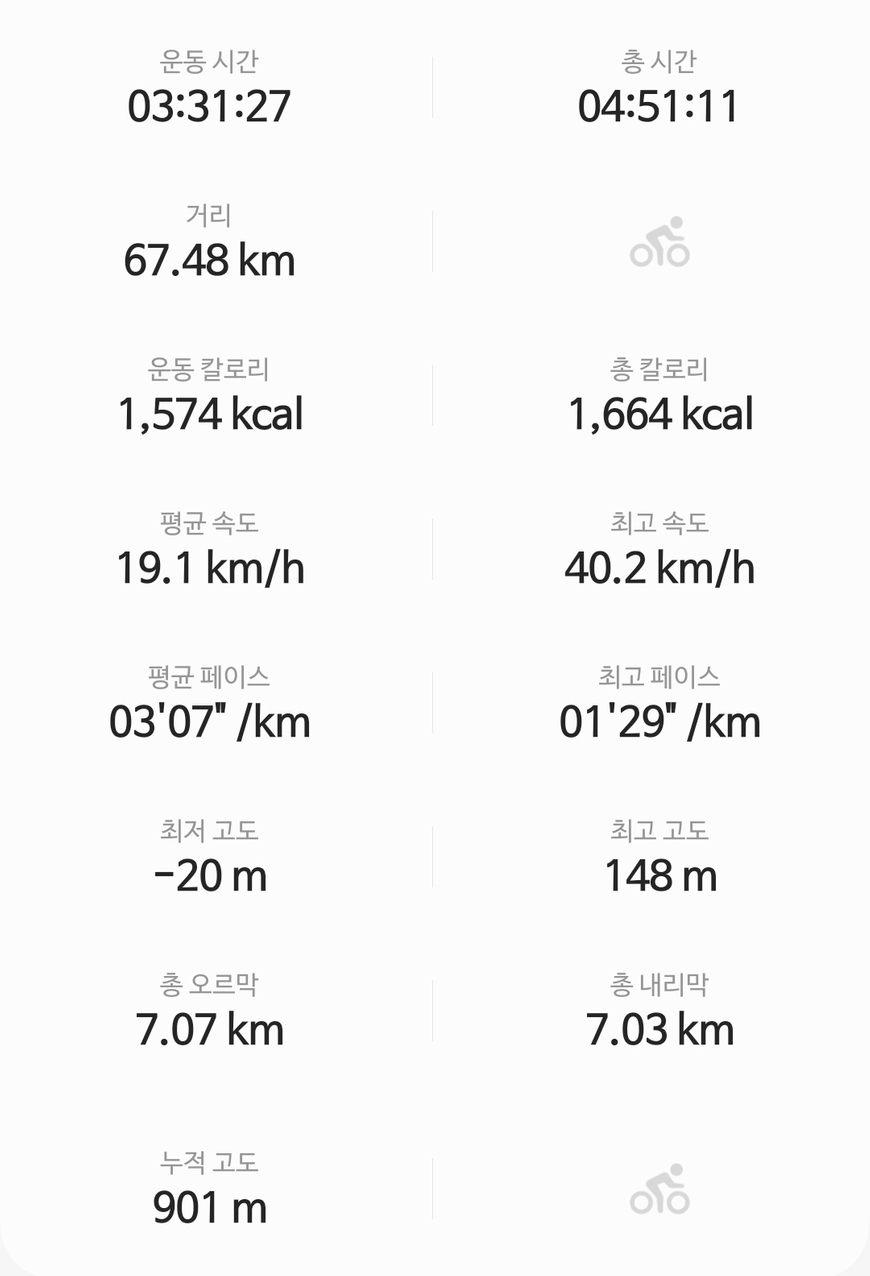 운동 시간
총 시간
03:31:27
04:51:11
거리
67.48 km
운동 칼로리
총 칼로리
1,574 kcal
1,664 kcal
평균 속도
최고 속도
19.1 km/h
40.2 km/h
평균 페이스
최고 페이스
03'07" /km
01'29" /km
최저 고도
최고 고도
-20 m
148 m
총 오르막
총 내리막
7.07 km
7.03 km
누적 고도
901 m